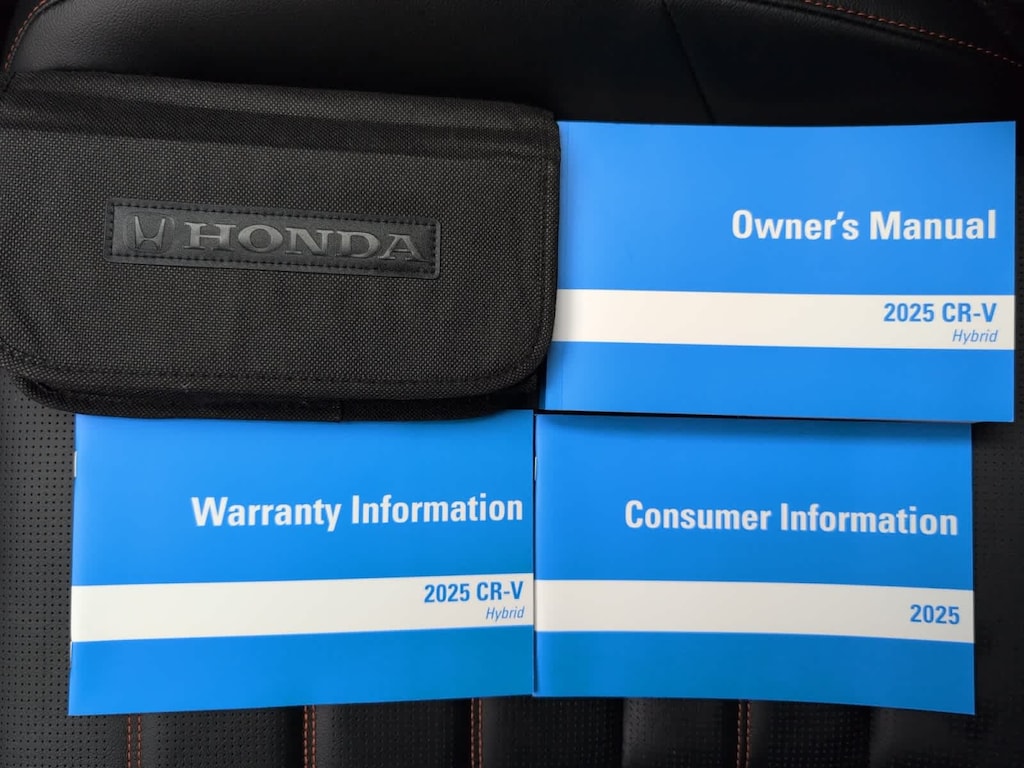 HONDA
Owner's Manual
2025 CR-V
Hybrid
Warranty Information
2025 CR-V
Hybrid
Consumer Information
2025